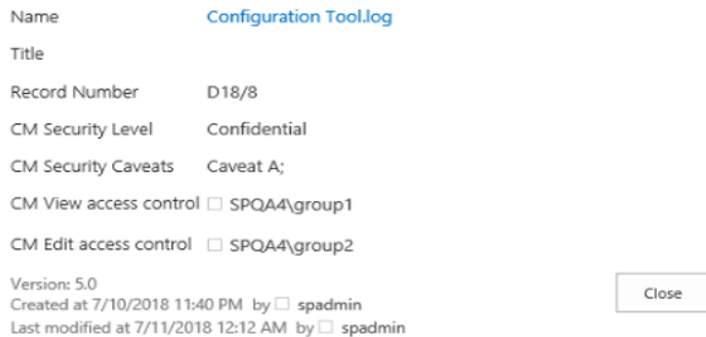 Name Configuration Tool.log
Title
Record Number D18/8
CM Security Level Confidential
CM Security Caveats Caveat A;
CM View access control SPQA4\group1
CM Edit access control SPQA4\group2
Version: 5.0
Created at 7/10/2018 11:40 PM by spadmin
Close
Last modified at 7/11/2018 12:12 AM by spadmin